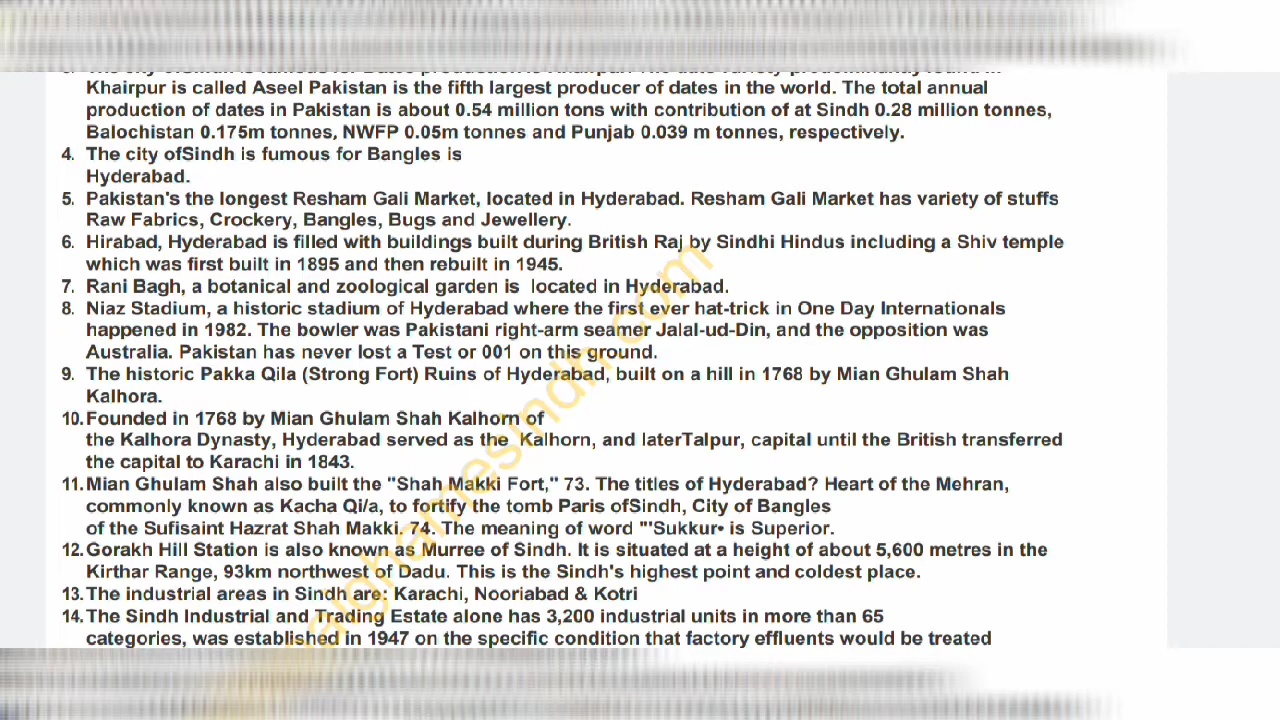 Khairpur is called Aseel Pakistan is the fifth largest producer of dates in the world. The total annual
production of dates in Pakistan is about 0.54 million tons with contribution of at Sindh 0.28 million tonnes,
Balochistan 0.175m tonnes, NWFP 0.05m tonnes and Punjab 0.039 m tonnes, respectively.
4. The city ofSindh is fumous for Bangles is
Hyderabad.
5. Pakistan's the longest Resham Gali Market, located in Hyderabad. Resham Gali Market has variety of stuffs
Raw Fabrics, Crockery, Bangles, Bugs and Jewellery.
6. Hirabad, Hyderabad is filled with buildings built during British Raj by Sindhi Hindus including a Shiv temple
which was first built in 1895 and then rebuilt in 1945.
7. Rani Bagh, a botanical and zoological garden is located in Hyderabad.
8. Niaz Stadium, a historic stadium of Hyderabad where the first ever hat-trick in One Day Internationals
happened in 1982. The bowler was Pakistani right-arm seamer Jalal-ud-Din, and the opposition was
Australia. Pakistan has never lost a Test or 001 on this ground.
9. The historic Pakka Qila (Strong Fort) Ruins of Hyderabad, built on a hill in 1768 by Mian Ghulam Shah
Kalhora.
10. Founded in 1768 by Mian Ghulam Shah Kalhorn of
the Kalhora Dynasty, Hyderabad served as the Kalhorn, and laterTalpur, capital until the British transferred
the capital to Karachi in 1843.
11. Mian Ghulam Shah also built the "Shah Makki Fort," 73. The titles of Hyderabad? Heart of the Mehran,
commonly known as Kacha Qi/a, to fortify the tomb Paris ofSindh, City of Bangles
of the Sufisaint Hazrat Shah Makki. 74. The meaning of word "'Sukkur• is Superior.
12. Gorakh Hill Station is also known as Murree of Sindh. It is situated at a height of about 5,600 metres in the
Kirthar Range, 93km northwest of Dadu. This is the Sindh's highest point and coldest place.
13. The industrial areas in Sindh are: Karachi, Nooriabad & Kotri
14. The Sindh Industrial and Trading Estate alone has 3,200 industrial units in more than 65
categories, was established in 1947 on the specific condition that factory effluents would be treated